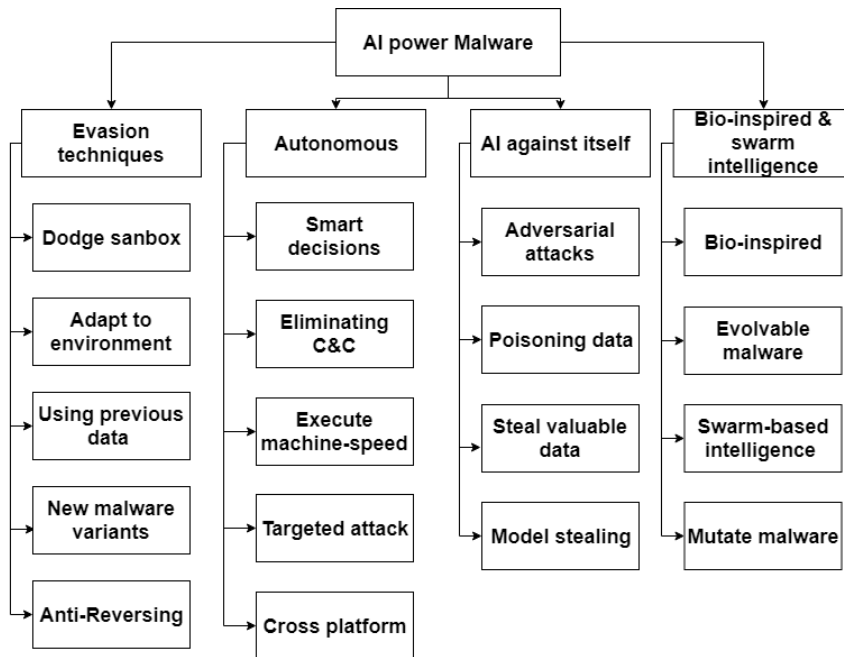 AI power Malware
Evasion
techniques
Autonomous
AI against itself
Bio-inspired &
swarm
intelligence
Dodge sanbox
Adapt to
environment
Using previous
data
New malware
variants
Anti-Reversing
Smart
decisions
Eliminating
C&C
Execute
machine-speed
Targeted attack
Cross platform
Adversarial
attacks
Poisoning data
Steal valuable
data
Model stealing
Bio-inspired
Evolvable
malware
Swarm-based
intelligence
Mutate malware